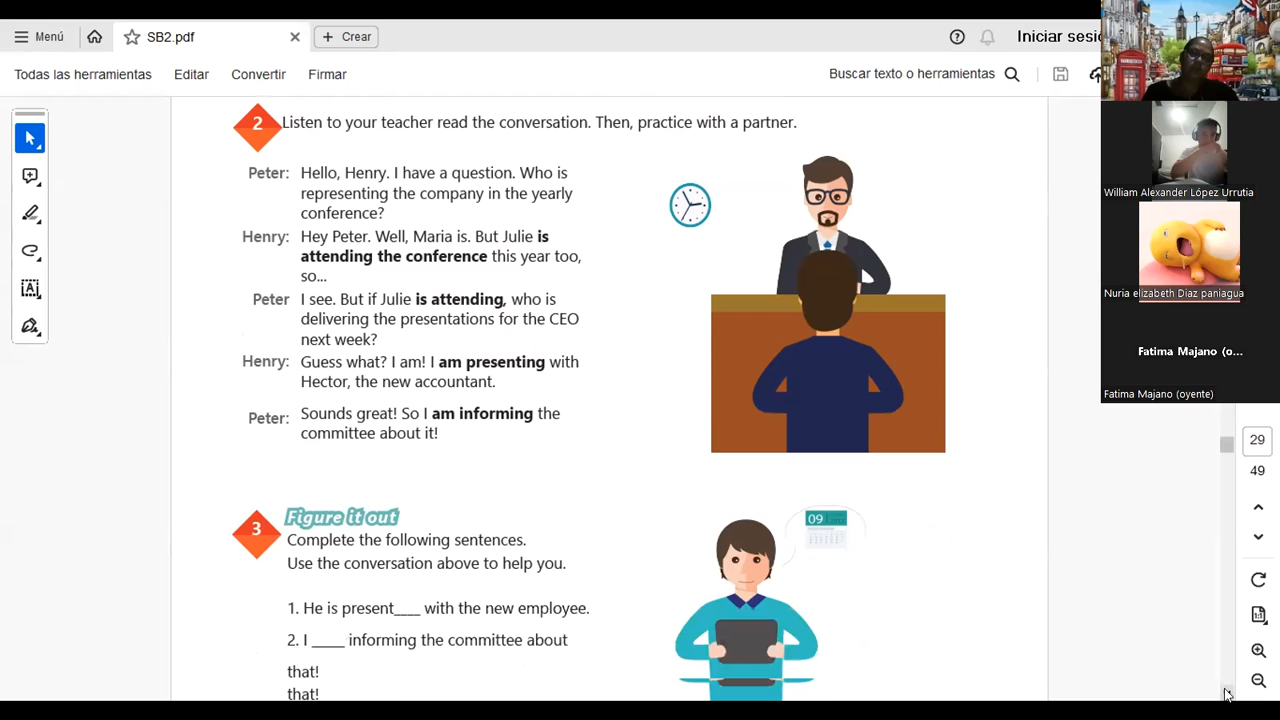 Menú
SB2.pdf
Crear
Iniciar sesi
Todas las herramientas
Editar
Convertir
Firmar
Buscar texto o herramientas
2
Listen to your teacher read the conversation. Then, practice with a partner.
Peter: Hello, Henry. I have a question. Who is
representing the company in the yearly
conference?
Henry: Hey Peter. Well, Maria is. But Julie is
attending the conference this year too,
so...
Peter I see. But if Julie is attending, who is
delivering the presentations for the CEO
next week?
Henry: Guess what? I am! I am presenting with
Hector, the new accountant.
Peter: Sounds great! So I am informing the
committee about it!
3
Figure it out
Complete the following sentences.
Use the conversation above to help you.
1. He is present____ with the new employee.
2. I ____ informing the committee about
that!
that!
09
William Alexander López Urrutia
Nuria elizabeth Diaz paniagua
Fatima Majano (o...
Fatima Majano (oyente)
29
49
1:1